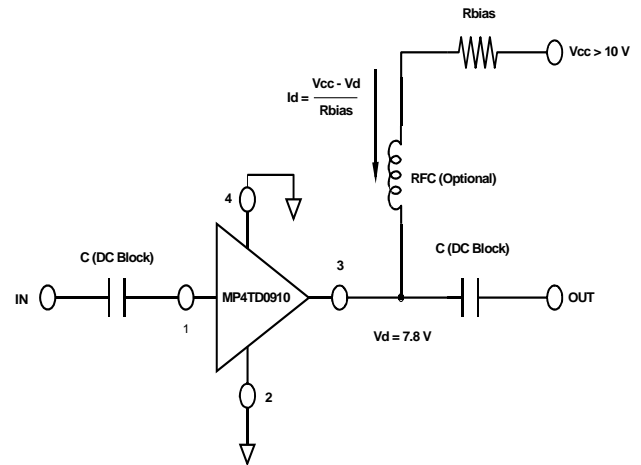 Rbias
Vcc > 10 V
Id = Vcc - Vd
Rbias
RFC (Optional)
4
C (DC Block)
3
C (DC Block)
IN
MP4TD0910
OUT
1
Vd = 7.8 V
2